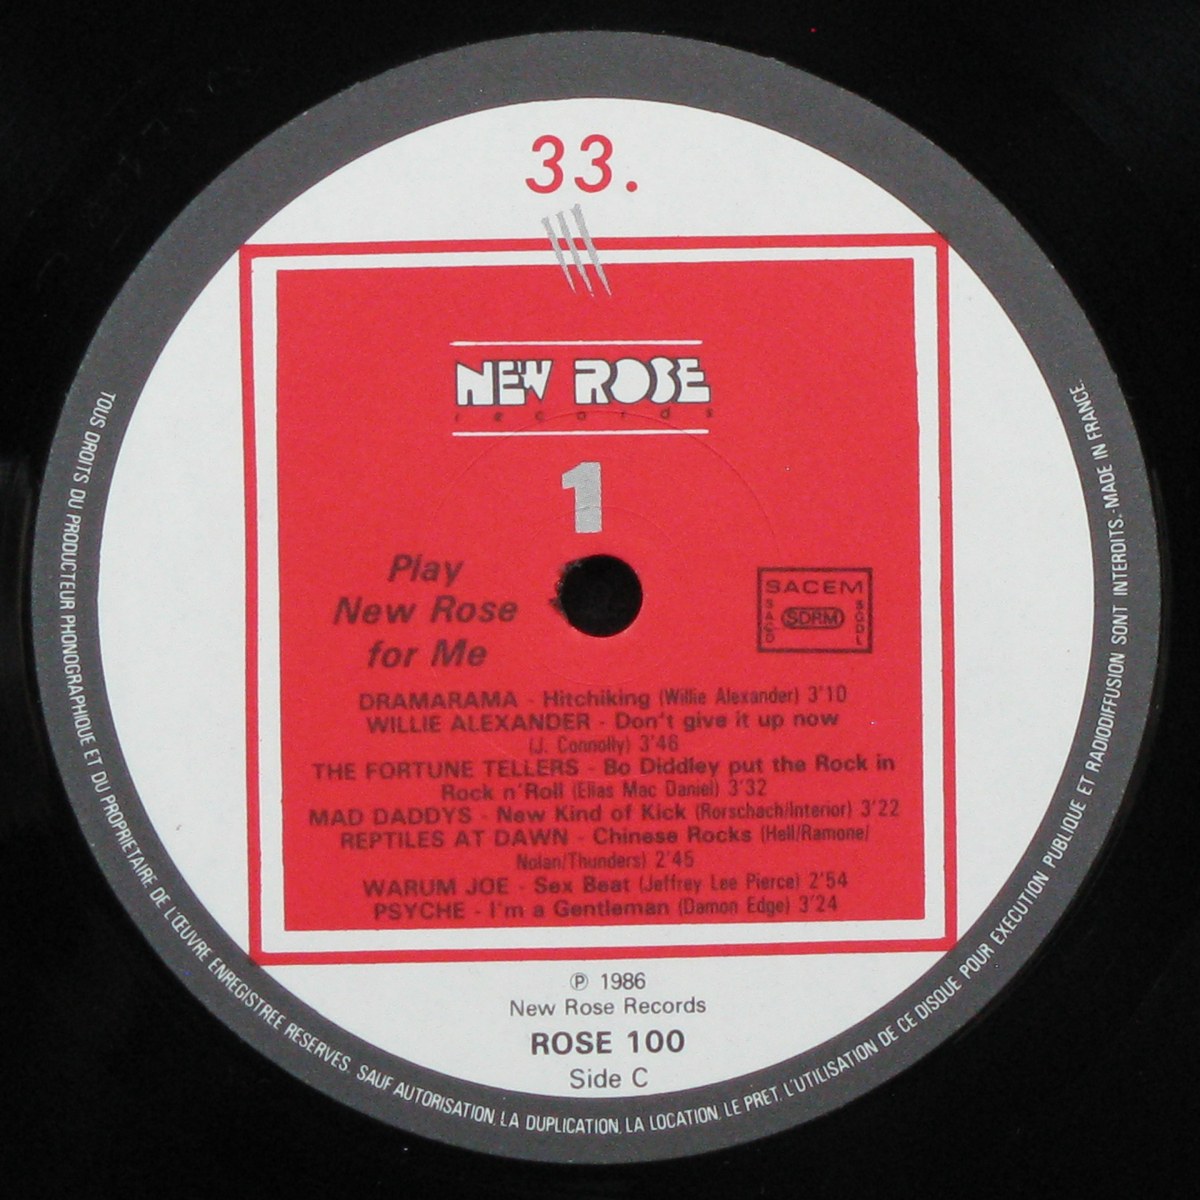 33.
NEW ROSE
records
1
Play
New Rose
for Me
SACEM
SACD
SDRM
SGDL
DRAMARAMA - Hitchiking (Willie Alexander) 3'10
WILLIE ALEXANDER - Don't give it up now
(J. Connolly) 3'46
THE FORTUNE TELLERS - Bo Diddley put the Rock in
Rock n'Roll (Elias Mac Daniel) 3'32
MAD DADDYS - New Kind of Kick (Rorschach/Interior) 3'22
REPTILES AT DAWN - Chinese Rocks (Hell/Ramone/
Nolan/Thunders) 2'45
WARUM JOE - Sex Beat (Jeffrey Lee Pierce) 2'54
PSYCHE - I'm a Gentleman (Damon Edge) 3'24
℗ 1986
New Rose Records
ROSE 100
Side C
TOUS DROITS DU PRODUCTEUR PHONOGRAPHIQUE ET DU PROPRIETAIRE DE L'ŒUVRE ENREGISTREE RESERVES. SAUF AUTORISATION, LA DUPLICATION, LA LOCATION, LE PRET, L'UTILISATION DE CE DISQUE POUR EXECUTION PUBLIQUE ET RADIODIFFUSION SONT INTERDITS.-MADE IN FRANCE.